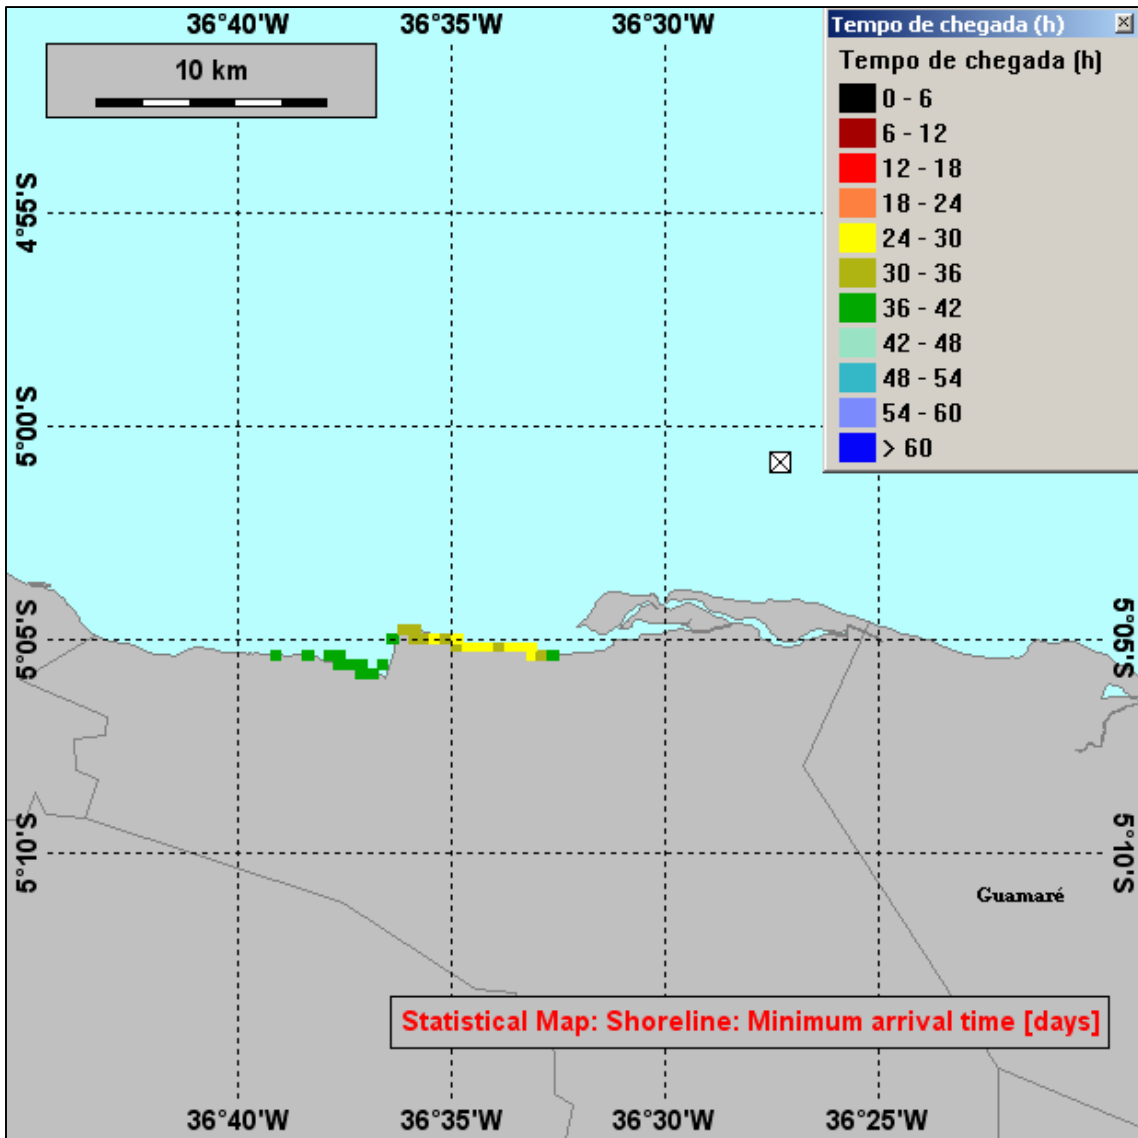 36°40'W
36°35'W
36°30'W
Tempo de chegada (h)
10 km
Tempo de chegada (h)
0 - 6
6 - 12
12 - 18
18 - 24
24 - 30
30 - 36
36 - 42
42 - 48
48 - 54
54 - 60
> 60
4°55'S
5°00'S
5°05'S
5°05'S
5°10'S
5°10'S
Guamaré
Statistical Map: Shoreline: Minimum arrival time [days]
36°40'W
36°35'W
36°30'W
36°25'W